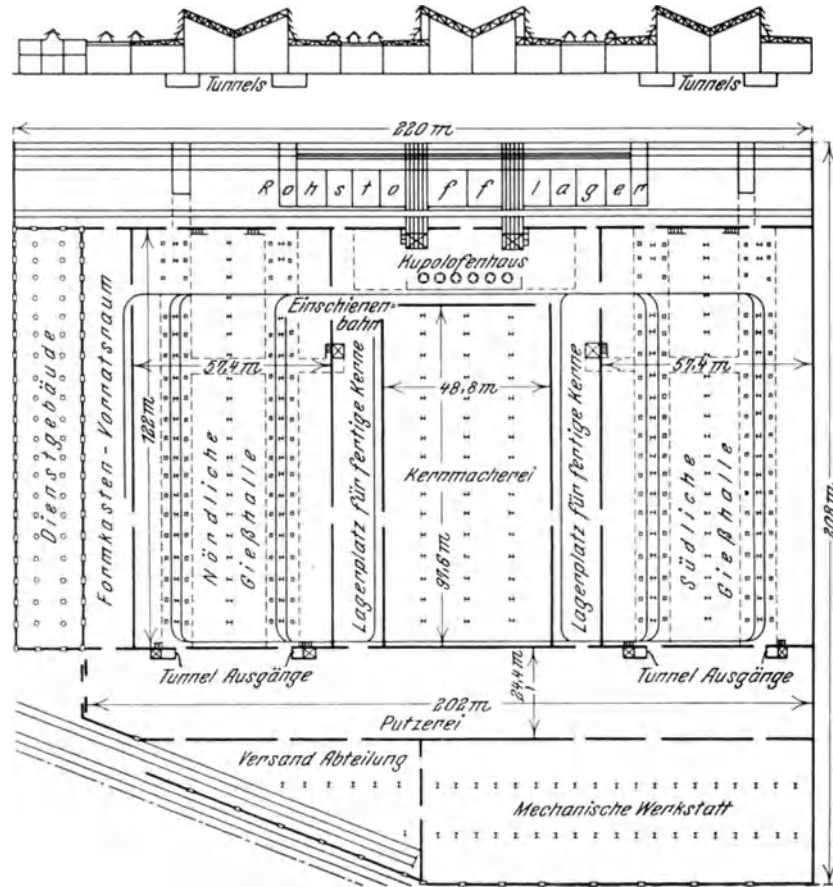 Tunnels
Tunnels
220 m
Rohstofflager
Kupolofenhaus
Einschienen-
bahn
57,4 m
57,4 m
48,8 m
122 m
Dienstgebäude
Formkasten-Vorratsraum
Nördliche
Gießhalle
Lagerplatz für fertige Kerne
Kernmacherei
91,6 m
Lagerplatz für fertige Kerne
Südliche
Gießhalle
228 m
Tunnel Ausgänge
24,4 m
Tunnel Ausgänge
202 m
Putzerei
Versand Abteilung
Mechanische Werkstatt